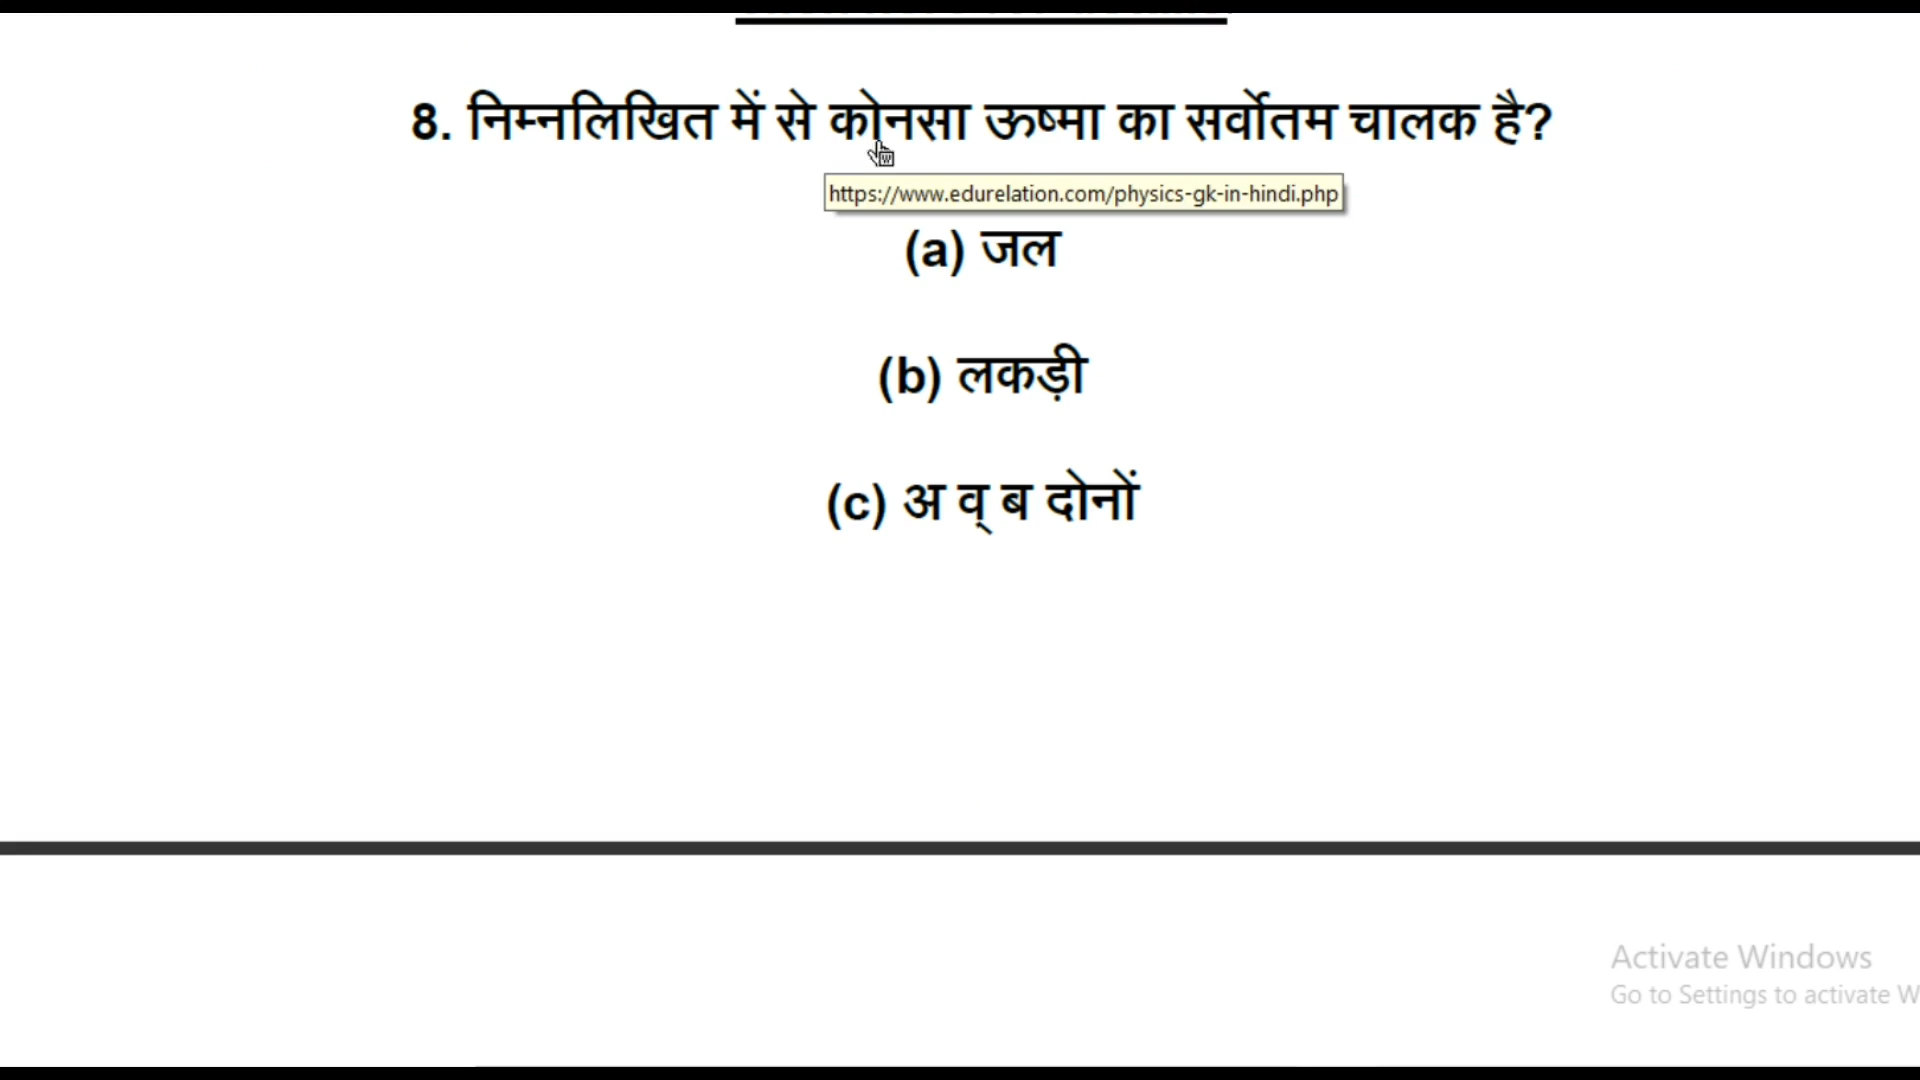 8. निम्नलिखित में से कोनसा ऊष्मा का सर्वोतम चालक है?
https://www.edurelation.com/physics-gk-in-hindi.php
(a) जल
(b) लकड़ी
(c) अ व् ब दोनों
Activate Windows
Go to Settings to activate W